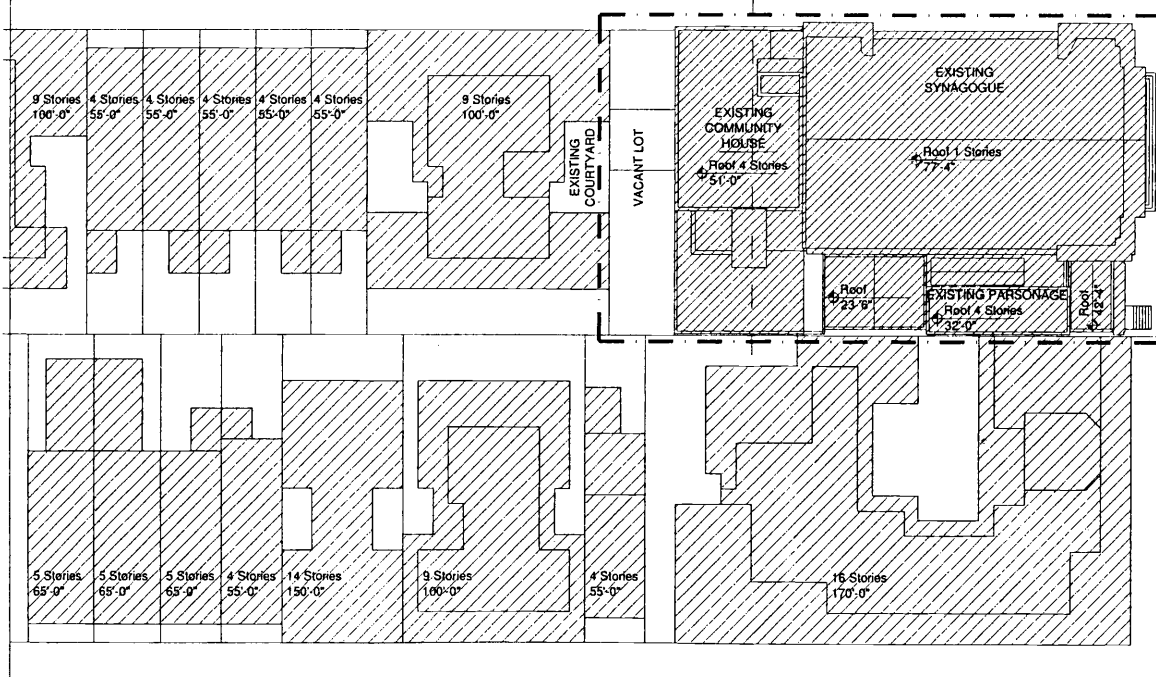 9 Stories
100'-0"
4 Stories
55'-0"
4 Stories
55'-0"
4 Stories
55'-0"
4 Stories
55'-0"
4 Stories
55'-0"
9 Stories
100'-0"
EXISTING
COURTYARD
VACANT LOT
EXISTING
COMMUNITY
HOUSE
Roof 4 Stories
51'-0"
EXISTING
SYNAGOGUE
Roof 1 Stories
77'-4"
Roof
23'-6"
EXISTING PARSONAGE
Roof 4 Stories
32'-0"
Roof
42'-4"
5 Stories
65'-0"
5 Stories
65'-0"
5 Stories
65'-0"
4 Stories
55'-0"
14 Stories
150'-0"
9 Stories
100'-0"
4 Stories
55'-0"
16 Stories
170'-0"